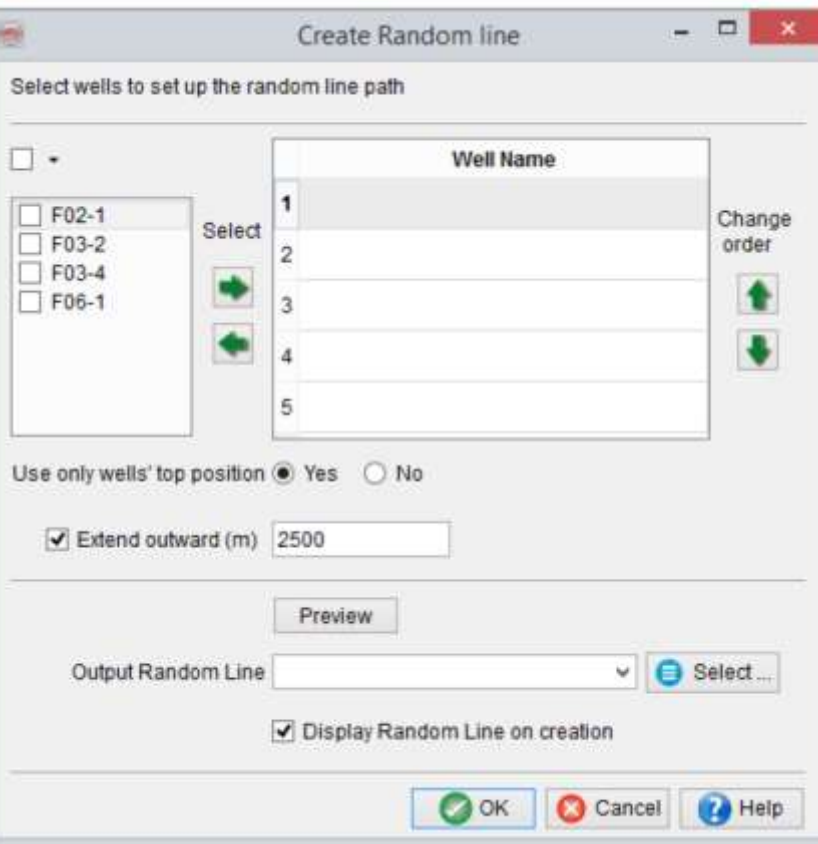 Create Random line
Select wells to set up the random line path
Well Name
F02-1
F03-2
F03-4
F06-1
Select
1
2
3
4
5
Change
order
Use only wells' top position Yes No
Extend outward (m) 2500
Preview
Output Random Line Select ...
Display Random Line on creation
OK Cancel Help